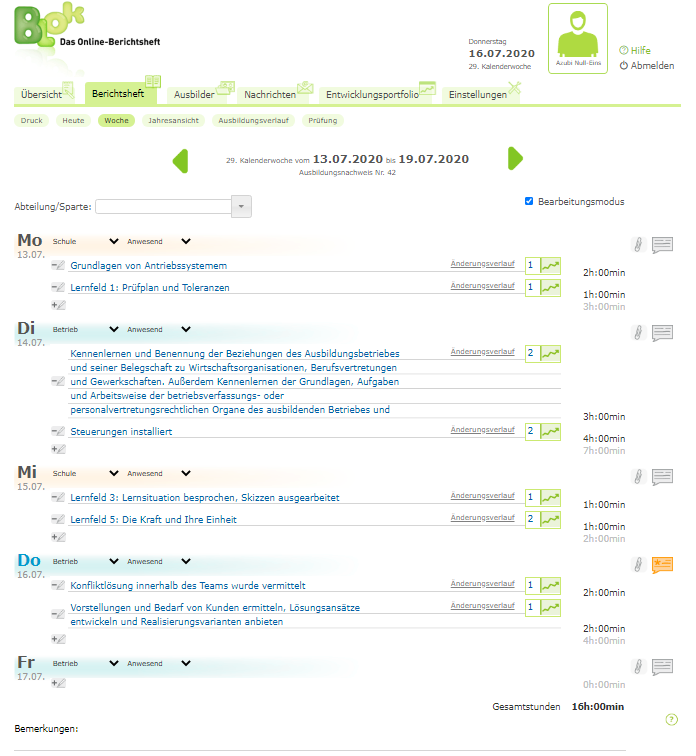 BLok
Das Online-Berichtsheft
Donnerstag
16.07.2020
29. Kalenderwoche
Azubi Null-Eins
Hilfe
Abmelden
Übersicht Berichtsheft Ausbilder Nachrichten Entwicklungsportfolio Einstellungen
Druck Heute Woche Jahresansicht Ausbildungsverlauf Prüfung
29. Kalenderwoche vom 13.07.2020 bis 19.07.2020
Ausbildungsnachweis Nr. 42
Abteilung/Sparte:
Bearbeitungsmodus
Mo Schule Anwesend
13.07.
Grundlagen von Antriebssystemem Änderungsverlauf 1
2h:00min
Lernfeld 1: Prüfplan und Toleranzen Änderungsverlauf 1
1h:00min
3h:00min
Di Betrieb Anwesend
14.07.
Kennenlernen und Benennung der Beziehungen des Ausbildungsbetriebes Änderungsverlauf 2
und seiner Belegschaft zu Wirtschaftsorganisationen, Berufsvertretungen
und Gewerkschaften. Außerdem Kennenlernen der Grundlagen, Aufgaben
und Arbeitsweise der betriebsverfassungs- oder
personalvertretungsrechtlichen Organe des ausbildenden Betriebes und
3h:00min
Steuerungen installiert Änderungsverlauf 2
4h:00min
7h:00min
Mi Schule Anwesend
15.07.
Lernfeld 3: Lernsituation besprochen, Skizzen ausgearbeitet Änderungsverlauf 1
1h:00min
Lernfeld 5: Die Kraft und Ihre Einheit Änderungsverlauf 2
1h:00min
2h:00min
Do Betrieb Anwesend
16.07.
Konfliktlösung innerhalb des Teams wurde vermittelt Änderungsverlauf 1
2h:00min
Vorstellungen und Bedarf von Kunden ermitteln, Lösungsansätze Änderungsverlauf 1
entwickeln und Realisierungsvarianten anbieten
2h:00min
4h:00min
Fr Betrieb Anwesend
17.07.
0h:00min
Gesamtstunden 16h:00min
Bemerkungen: